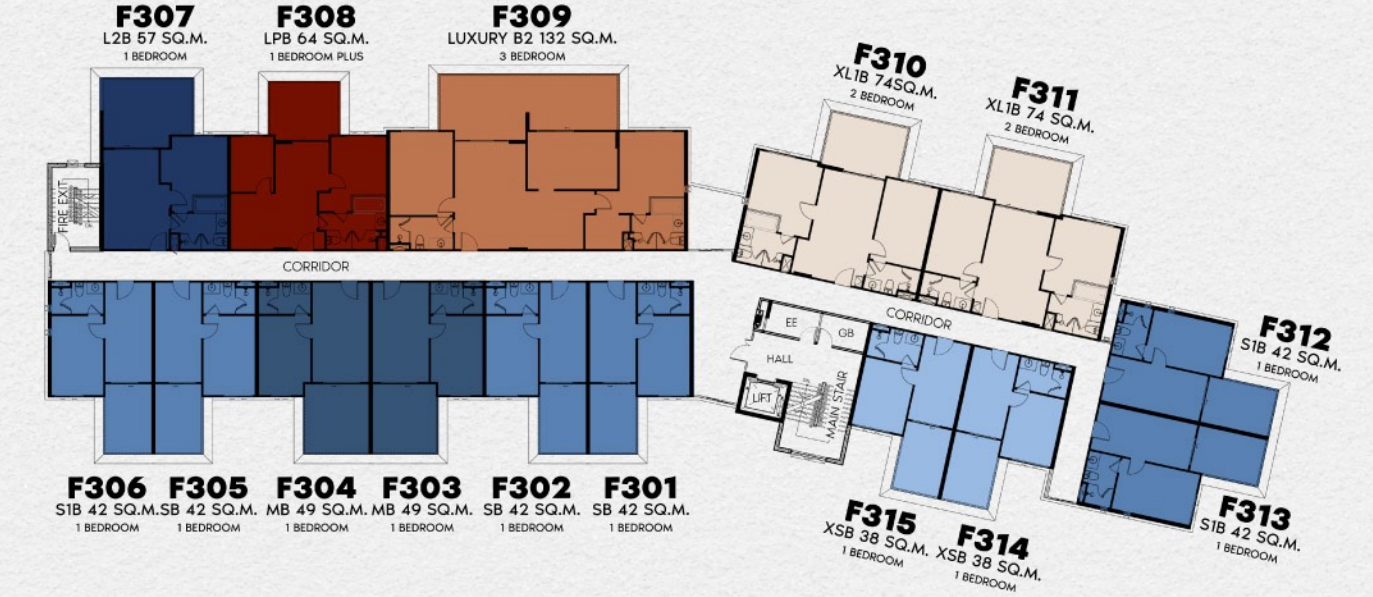 F307
L2B 57 SQ.M.
1 BEDROOM
F308
LPB 64 SQ.M.
1 BEDROOM PLUS
F309
LUXURY B2 132 SQ.M.
3 BEDROOM
F310
XL1B 74SQ.M.
2 BEDROOM
F311
XL1B 74 SQ.M.
2 BEDROOM
FIRE EXIT
CORRIDOR
CORRIDOR
EE
GB
HALL
LIFT
MAIN STAIR
F312
S1B 42 SQ.M.
1 BEDROOM
F306
S1B 42 SQ.M.
1 BEDROOM
F305
SB 42 SQ.M.
1 BEDROOM
F304
MB 49 SQ.M.
1 BEDROOM
F303
MB 49 SQ.M.
1 BEDROOM
F302
SB 42 SQ.M.
1 BEDROOM
F301
SB 42 SQ.M.
1 BEDROOM
F315
XSB 38 SQ.M.
1 BEDROOM
F314
XSB 38 SQ.M.
1 BEDROOM
F313
S1B 42 SQ.M.
1 BEDROOM